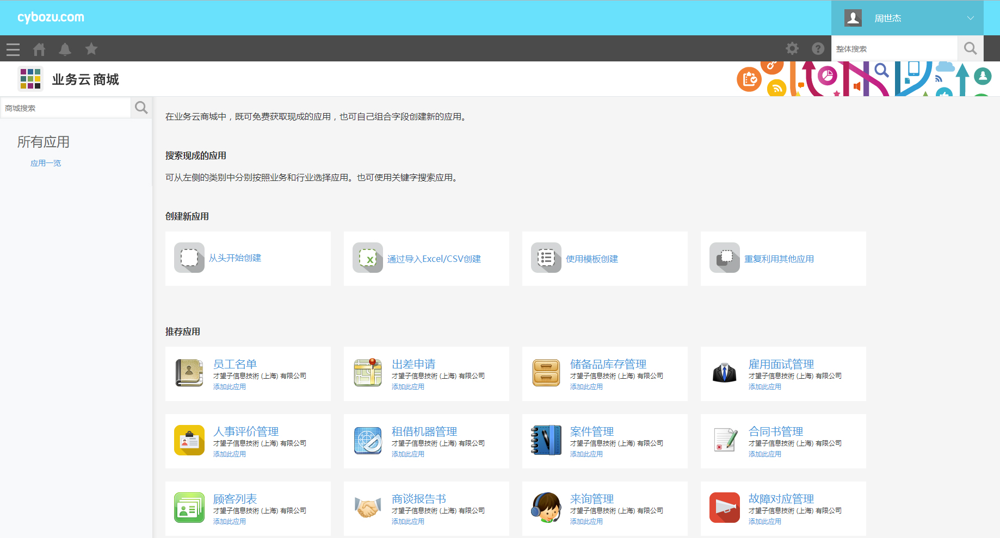 cybozu.com
周世杰
整体搜索
业务云 商城
商城搜索
所有应用
应用一览
在业务云商城中，既可免费获取现成的应用，也可自己组合字段创建新的应用。
搜索现成的应用
可从左侧的类别中分别按照业务和行业选择应用。也可使用关键字搜索应用。
创建新应用
从头开始创建
通过导入Excel/CSV创建
使用模板创建
重复利用其他应用
推荐应用
员工名单
才望子信息技術 (上海) 有限公司
添加此应用
出差申请
才望子信息技術 (上海) 有限公司
添加此应用
储备品库存管理
才望子信息技術 (上海) 有限公司
添加此应用
雇用面试管理
才望子信息技術 (上海) 有限公司
添加此应用
人事评价管理
才望子信息技術 (上海) 有限公司
添加此应用
租借机器管理
才望子信息技術 (上海) 有限公司
添加此应用
案件管理
才望子信息技術 (上海) 有限公司
添加此应用
合同书管理
才望子信息技術 (上海) 有限公司
添加此应用
顾客列表
才望子信息技術 (上海) 有限公司
添加此应用
商谈报告书
才望子信息技術 (上海) 有限公司
添加此应用
来询管理
才望子信息技術 (上海) 有限公司
添加此应用
故障对应管理
才望子信息技術 (上海) 有限公司
添加此应用